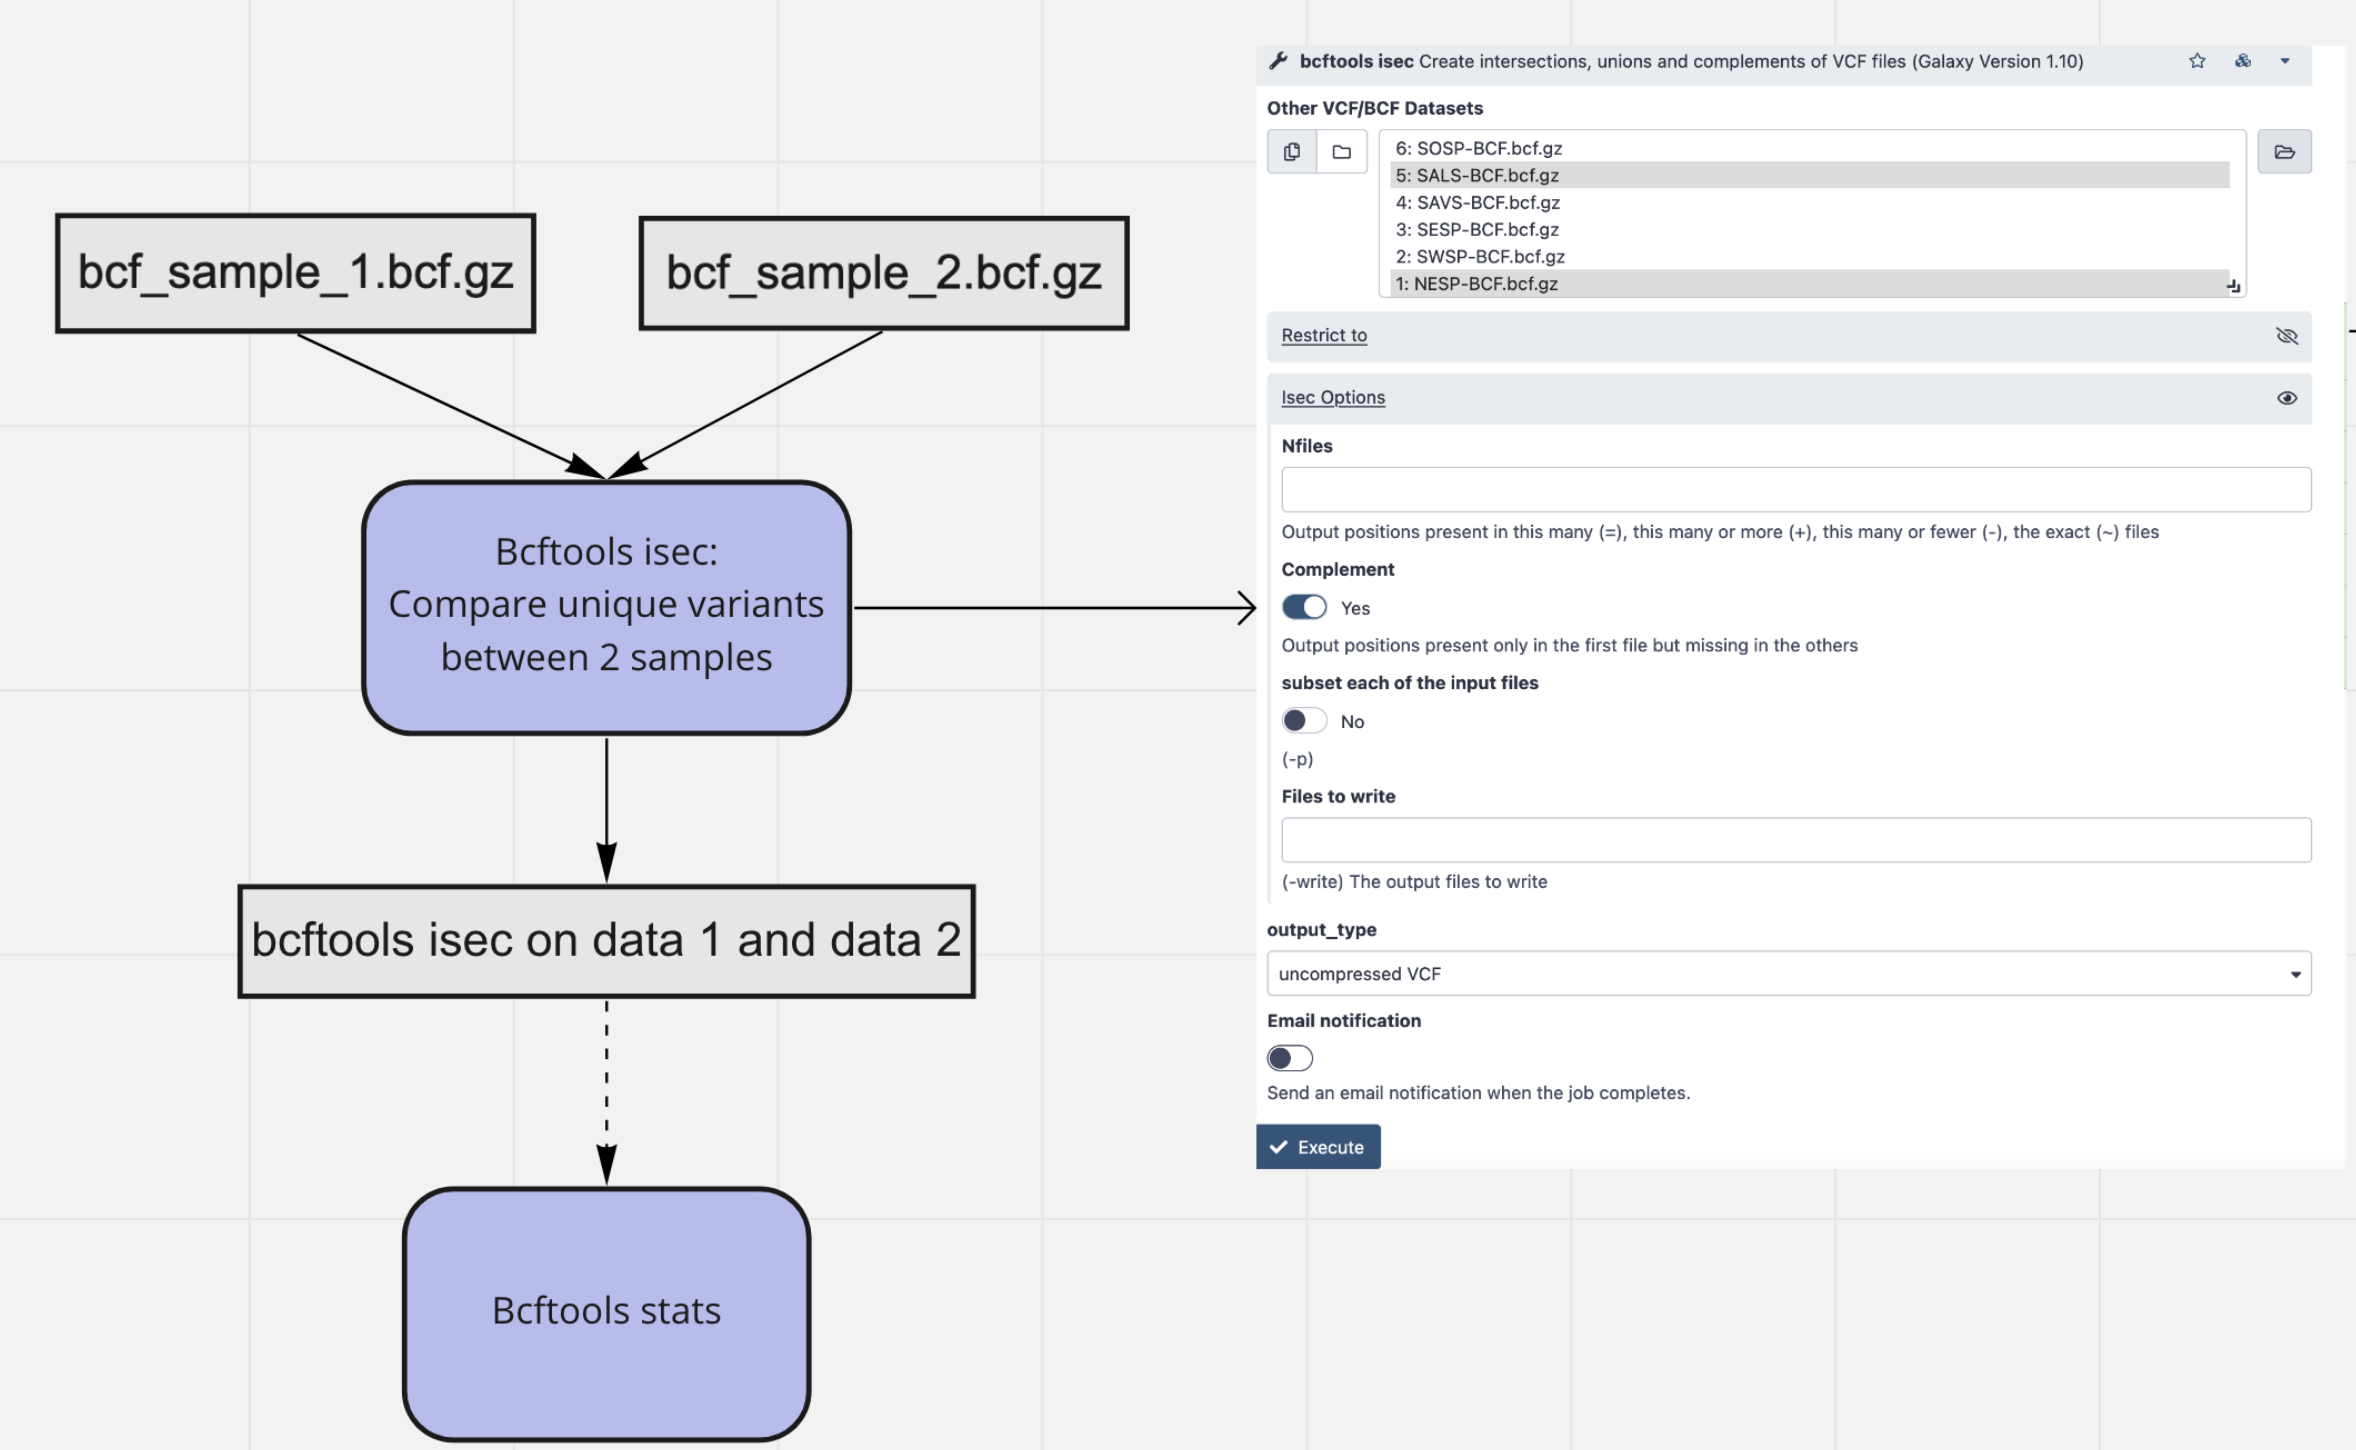 bcf_sample_1.bcf.gz
bcf_sample_2.bcf.gz
Bcftools isec:
Compare unique variants
between 2 samples
bcftools isec on data 1 and data 2
Bcftools stats
bcftools isec Create intersections, unions and complements of VCF files (Galaxy Version 1.10)
Other VCF/BCF Datasets
6: SOSP-BCF.bcf.gz
5: SALS-BCF.bcf.gz
4: SAVS-BCF.bcf.gz
3: SESP-BCF.bcf.gz
2: SWSP-BCF.bcf.gz
1: NESP-BCF.bcf.gz
Restrict to
Isec Options
Nfiles
Output positions present in this many (=), this many or more (+), this many or fewer (-), the exact (~) files
Complement
Yes
Output positions present only in the first file but missing in the others
subset each of the input files
No
(-p)
Files to write
(-write) The output files to write
output_type
uncompressed VCF
Email notification
Send an email notification when the job completes.
Execute